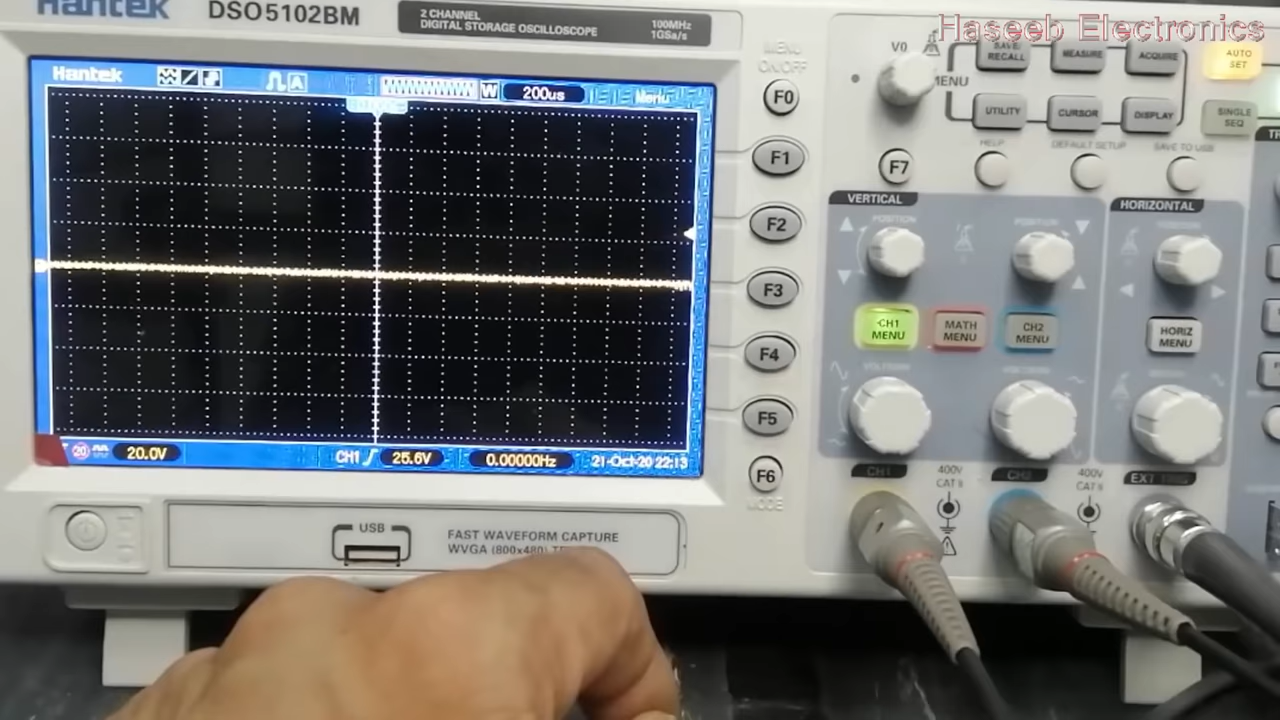 Hantek
DSO5102BM
2 CHANNEL
DIGITAL STORAGE OSCILLOSCOPE
100MHz
1GSa/s
Haseeb Electronics
MENU
ON/OFF
V0
MENU
SAVE/
RECALL
MEASURE
ACQUIRE
AUTO
SET
UTILITY
CURSOR
DISPLAY
SINGLE
SEQ
HELP
DEFAULT SETUP
SAVE TO USB
Hantek
A
W
200us
Menu
F0
F1
F2
F3
F4
F5
F6
MODE
F7
VERTICAL
HORIZONTAL
POSITION
POSITION
CH1
MENU
MATH
MENU
CH2
MENU
HORIZ
MENU
20
20.0V
CH1
25.6V
0.00000Hz
21-Oct-20 22:13
CH1
400V
CAT II
CH2
400V
CAT II
EXT TRIG
USB
FAST WAVEFORM CAPTURE
WVGA (800x480)